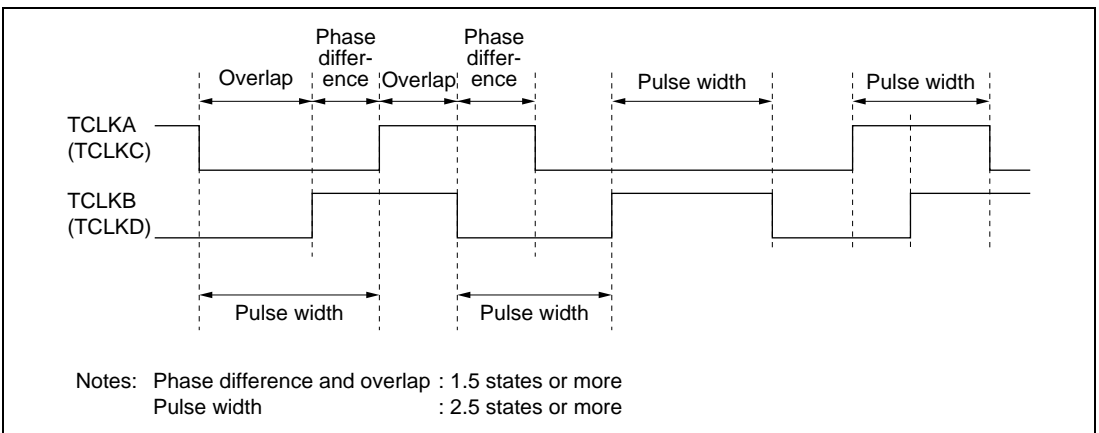 Phase
differ-
ence
Phase
differ-
ence
Overlap
Overlap
Pulse width
Pulse width
TCLKA
(TCLKC)
TCLKB
(TCLKD)
Pulse width
Pulse width
Notes: Phase difference and overlap : 1.5 states or more
Pulse width : 2.5 states or more